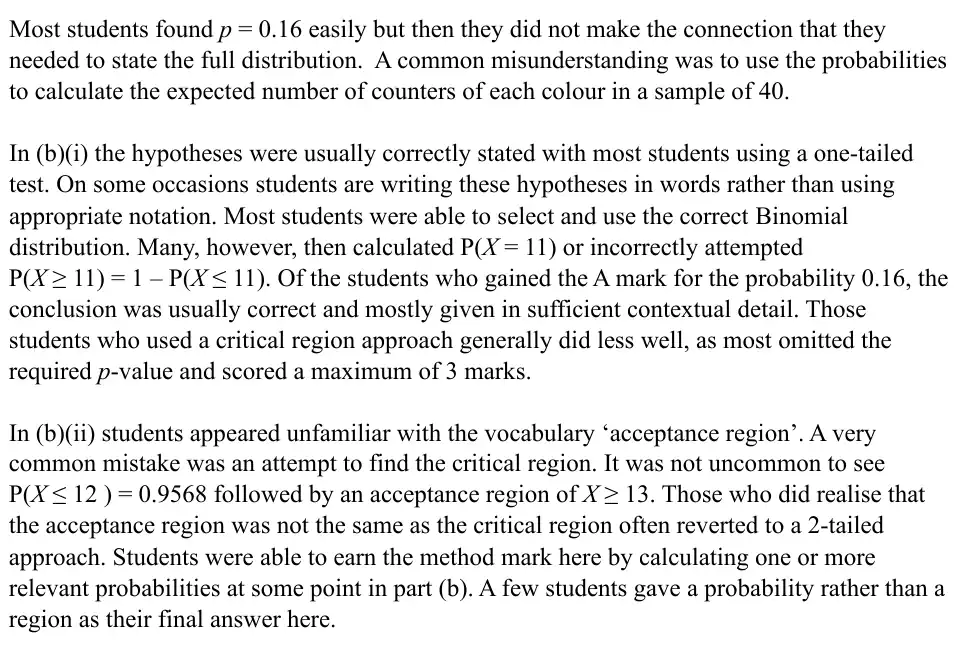 Most students found p = 0.16 easily but then they did not make the connection that they
needed to state the full distribution.  A common misunderstanding was to use the probabilities
to calculate the expected number of counters of each colour in a sample of 40.
In (b)(i) the hypotheses were usually correctly stated with most students using a one-tailed
test. On some occasions students are writing these hypotheses in words rather than using
appropriate notation. Most students were able to select and use the correct Binomial
distribution. Many, however, then calculated P(X = 11) or incorrectly attempted
P(X ≥ 11) = 1 – P(X ≤ 11). Of the students who gained the A mark for the probability 0.16, the
conclusion was usually correct and mostly given in sufficient contextual detail. Those
students who used a critical region approach generally did less well, as most omitted the
required p-value and scored a maximum of 3 marks.
In (b)(ii) students appeared unfamiliar with the vocabulary ‘acceptance region’. A very
common mistake was an attempt to find the critical region. It was not uncommon to see
P(X ≤ 12 ) = 0.9568 followed by an acceptance region of X ≥ 13. Those who did realise that
the acceptance region was not the same as the critical region often reverted to a 2-tailed
approach. Students were able to earn the method mark here by calculating one or more
relevant probabilities at some point in part (b). A few students gave a probability rather than a
region as their final answer here.